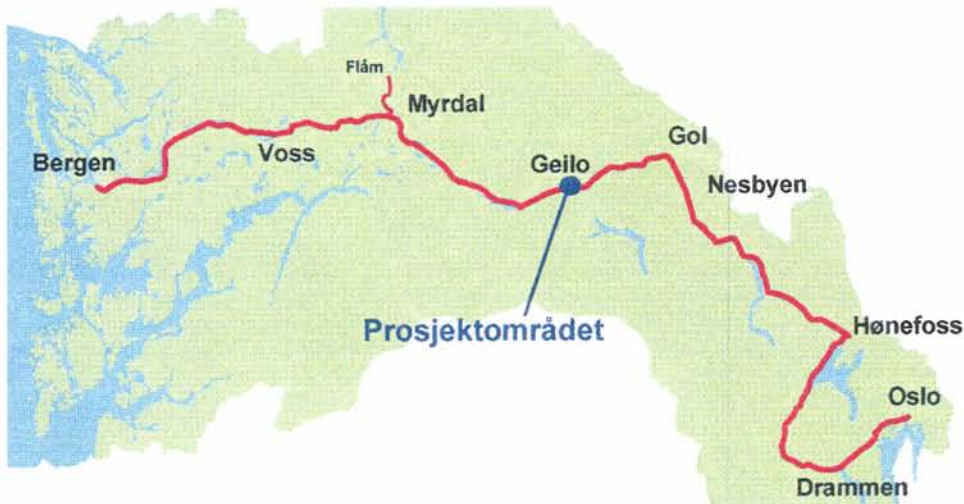 Flåm
Myrdal
Gol
Bergen
Voss
Geilo
Nesbyen
Prosjektområdet
Hønefoss
Oslo
Drammen